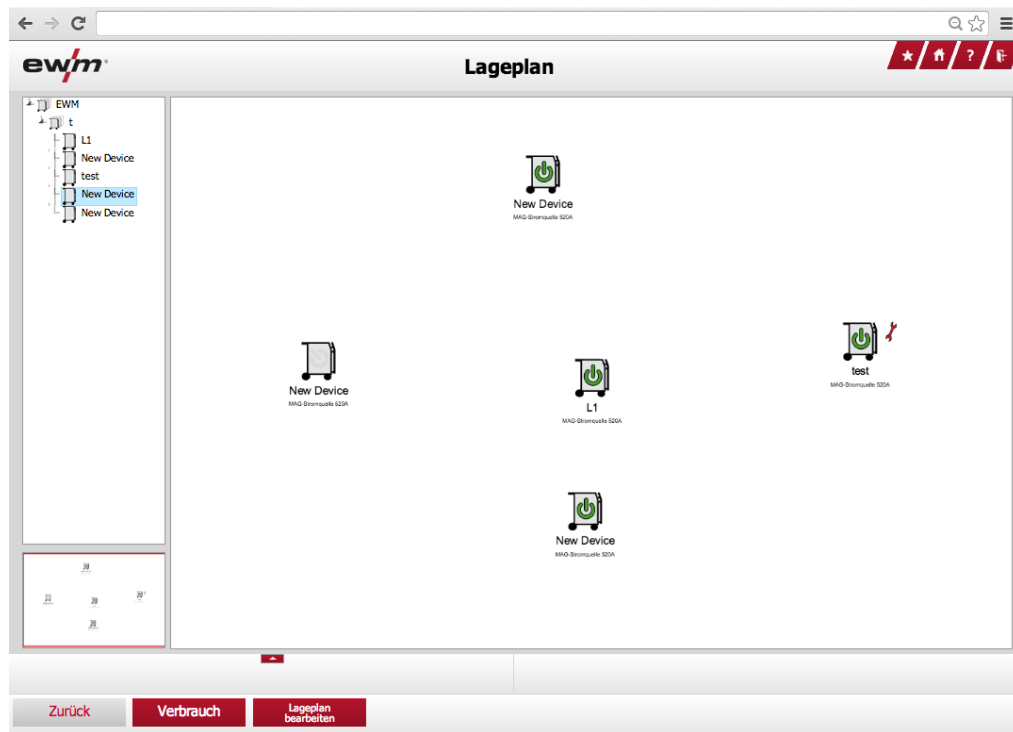 ewm
Lageplan
?
EWM
t
L1
New Device
test
New Device
New Device
New Device
MAG-Stromquelle 520A
New Device
MAG-Stromquelle 520A
L1
MAG-Stromquelle 520A
test
MAG-Stromquelle 520A
New Device
MAG-Stromquelle 520A
Zurück
Verbrauch
Lageplan
bearbeiten